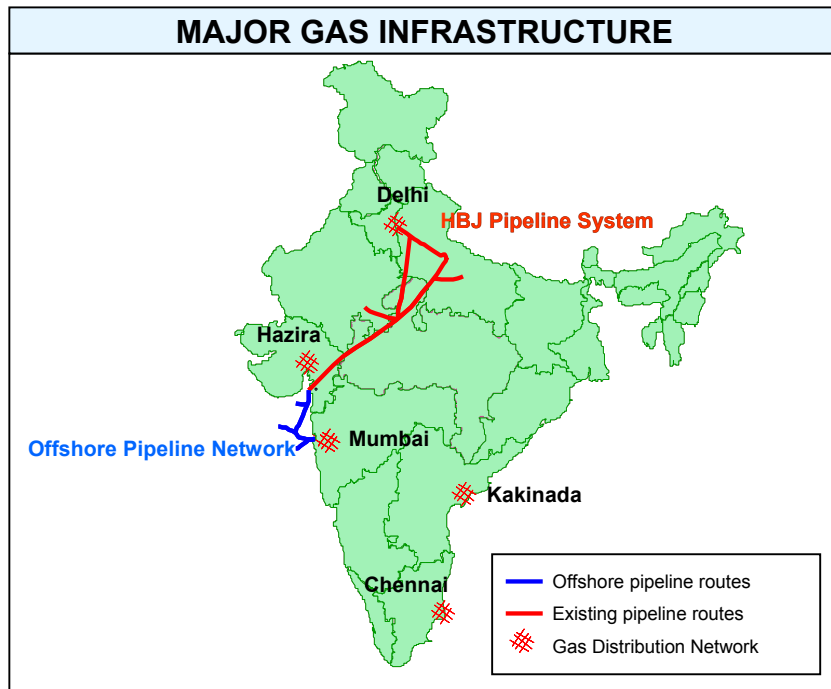 MAJOR GAS INFRASTRUCTURE
Delhi
HBJ Pipeline System
Hazira
Mumbai
Offshore Pipeline Network
Kakinada
Chennai
Offshore pipeline routes
Existing pipeline routes
Gas Distribution Network